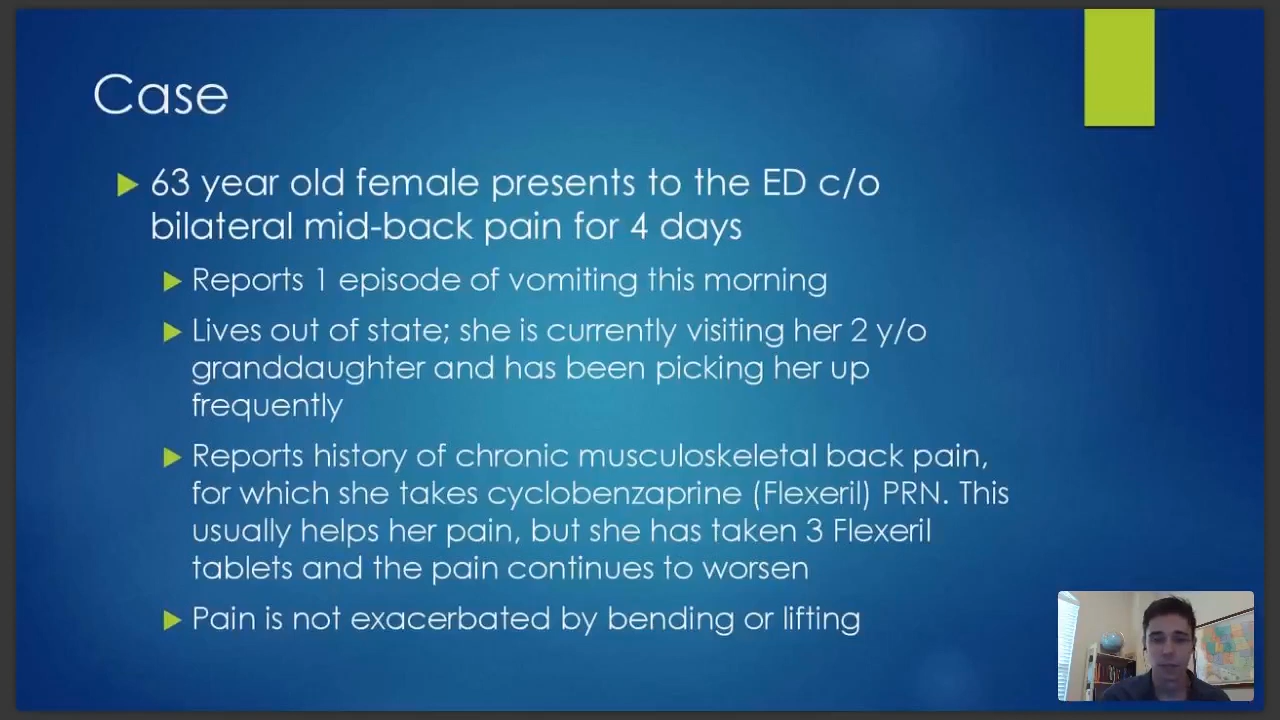 Case
63 year old female presents to the ED c/o
bilateral mid-back pain for 4 days
Reports 1 episode of vomiting this morning
Lives out of state; she is currently visiting her 2 y/o
granddaughter and has been picking her up
frequently
Reports history of chronic musculoskeletal back pain,
for which she takes cyclobenzaprine (Flexeril) PRN. This
usually helps her pain, but she has taken 3 Flexeril
tablets and the pain continues to worsen
Pain is not exacerbated by bending or lifting